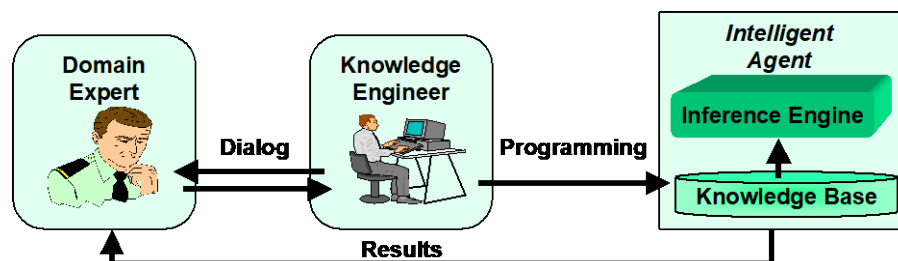 Domain
Expert
Dialog
Knowledge
Engineer
Programming
Intelligent
Agent
Inference Engine
Knowledge Base
Results